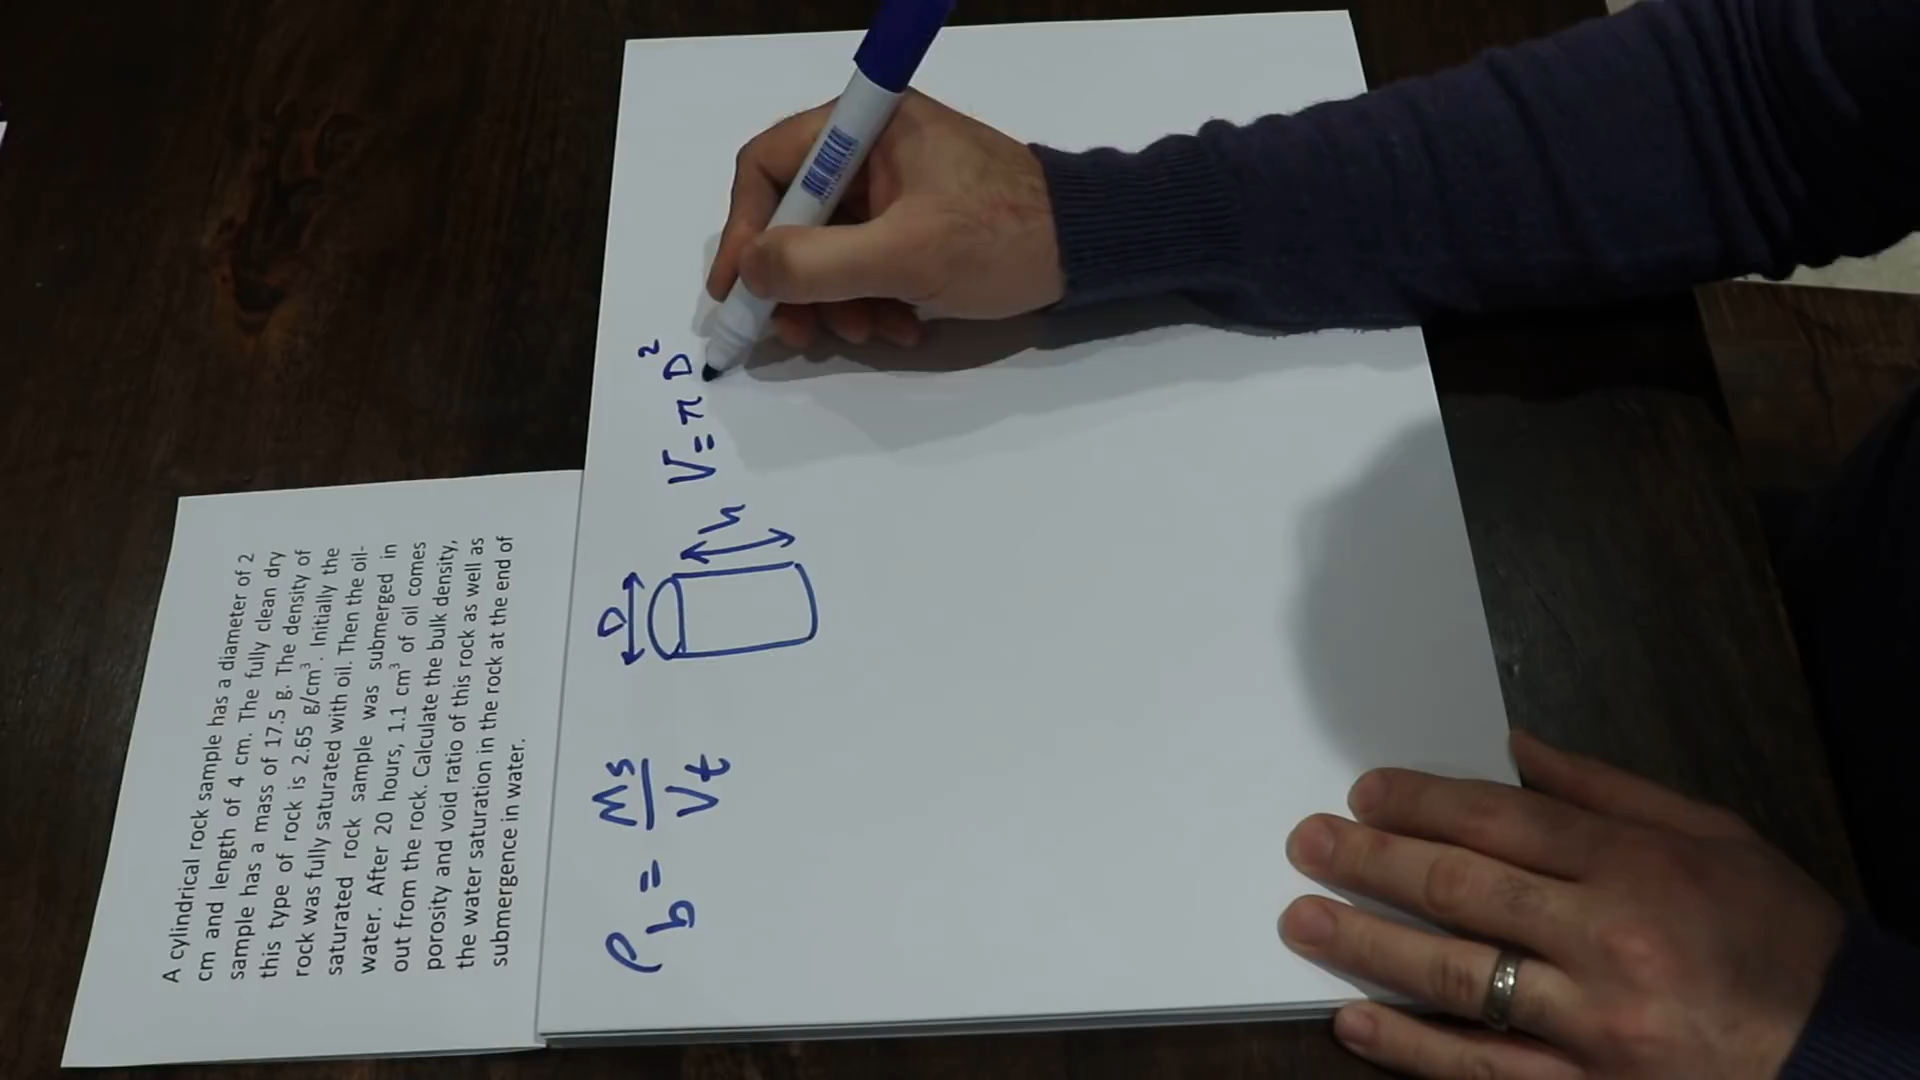 A cylindrical rock sample has a diameter of 2
cm and length of 4 cm. The fully clean dry
sample has a mass of 17.5 g. The density of
this type of rock is 2.65 g/cm³. Initially the
rock was fully saturated with oil. Then the oil-
saturated rock sample was submerged in
water. After 20 hours, 1.1 cm³ of oil comes
out from the rock. Calculate the bulk density,
porosity and void ratio of this rock as well as
the water saturation in the rock at the end of
submergence in water.
ρb = Ms/Vt
D
h
V = π D²